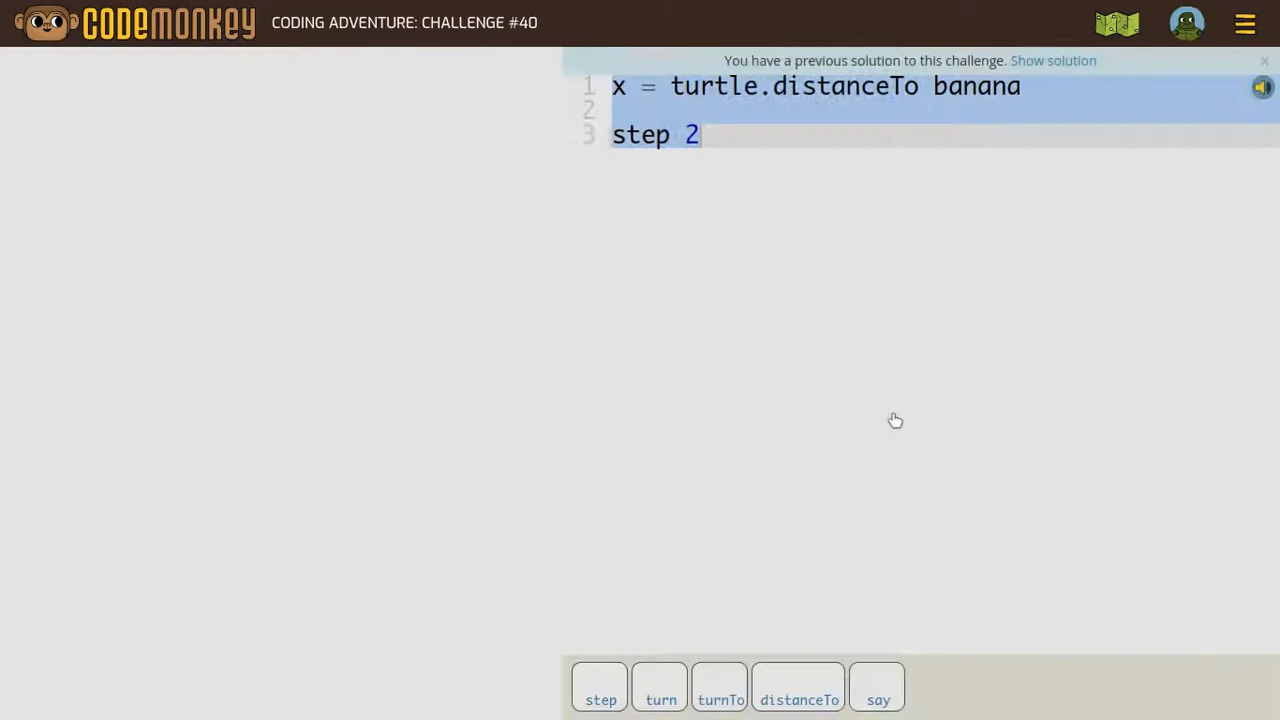 CODEMONKEY CODING ADVENTURE: CHALLENGE #40
You have a previous solution to this challenge. Show solution ×
1 x = turtle.distanceTo banana
2
3 step 2
step turn turnTo distanceTo say